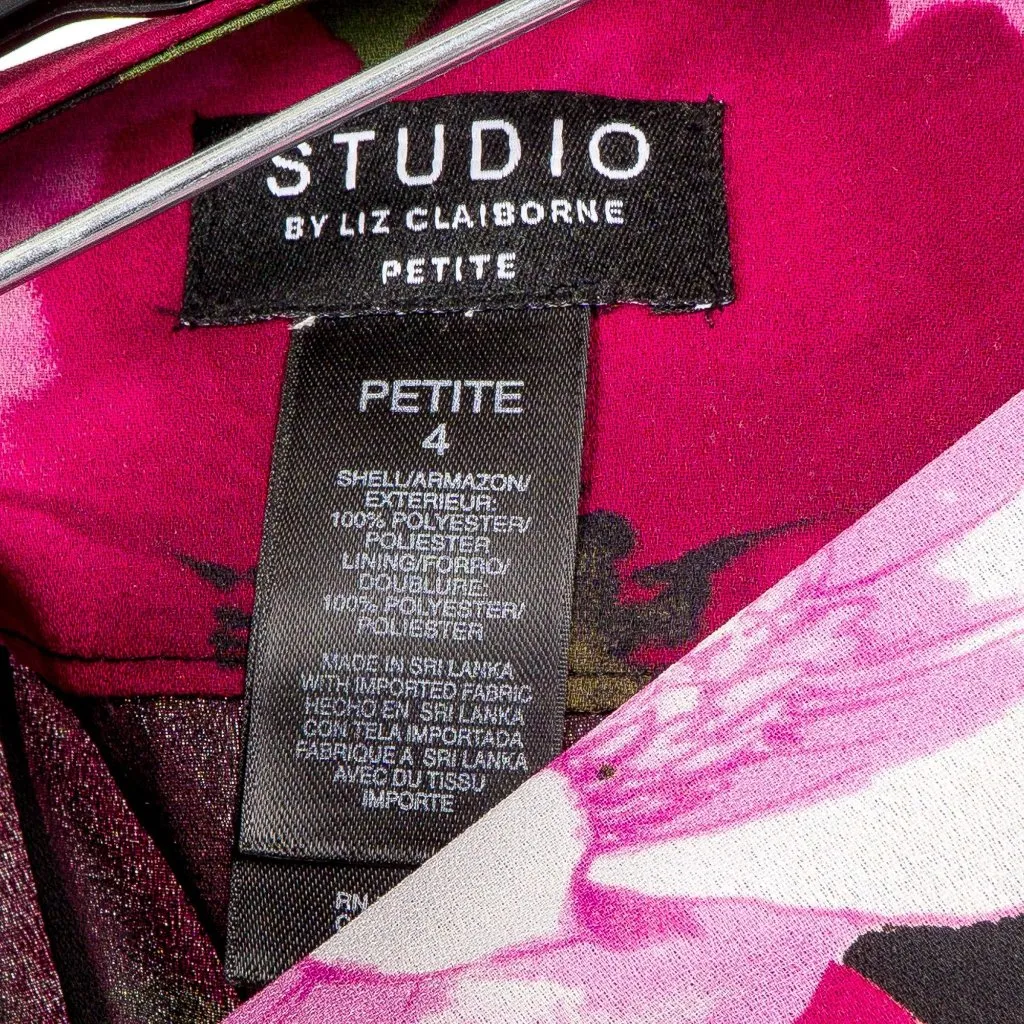 STUDIO
BY LIZ CLAIBORNE
PETITE
PETITE
4
SHELL/ARMAZON/
EXTERIEUR:
100% POLYESTER/
POLIESTER
LINING/FORRO/
DOUBLURE
100% POLYESTER/
POLIESTER
MADE IN SRI LANKA
WITH IMPORTED FABRIC
HECHO EN SRI LANKA
CON TELA IMPORTADA
FABRIQUE A SRI LANKA
AVEC DU TISSU
IMPORTE
RN